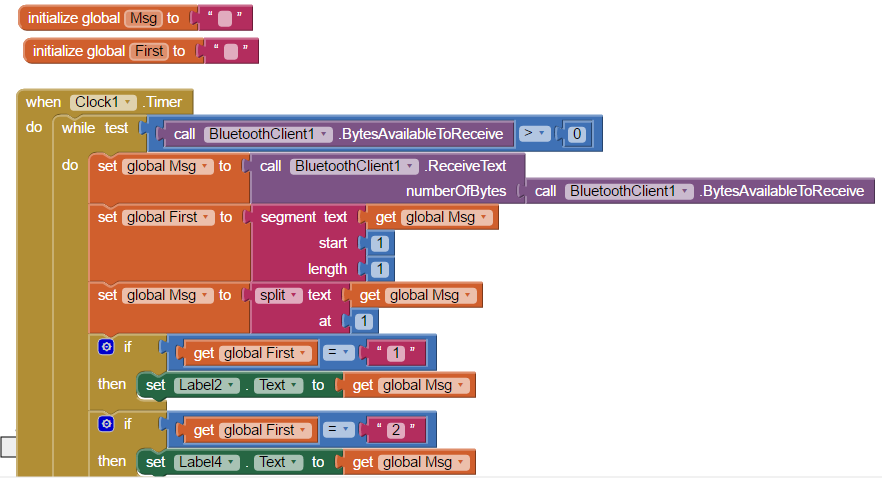 initialize global Msg to “ ”
initialize global First to “ ”
when Clock1 .Timer
do while test call BluetoothClient1 .BytesAvailableToReceive > 0
do set global Msg to call BluetoothClient1 .ReceiveText
numberOfBytes call BluetoothClient1 .BytesAvailableToReceive
set global First to segment text get global Msg
start 1
length 1
set global Msg to split text get global Msg
at 1
if get global First = “ 1 ”
then set Label2 . Text to get global Msg
if get global First = “ 2 ”
then set Label4 . Text to get global Msg